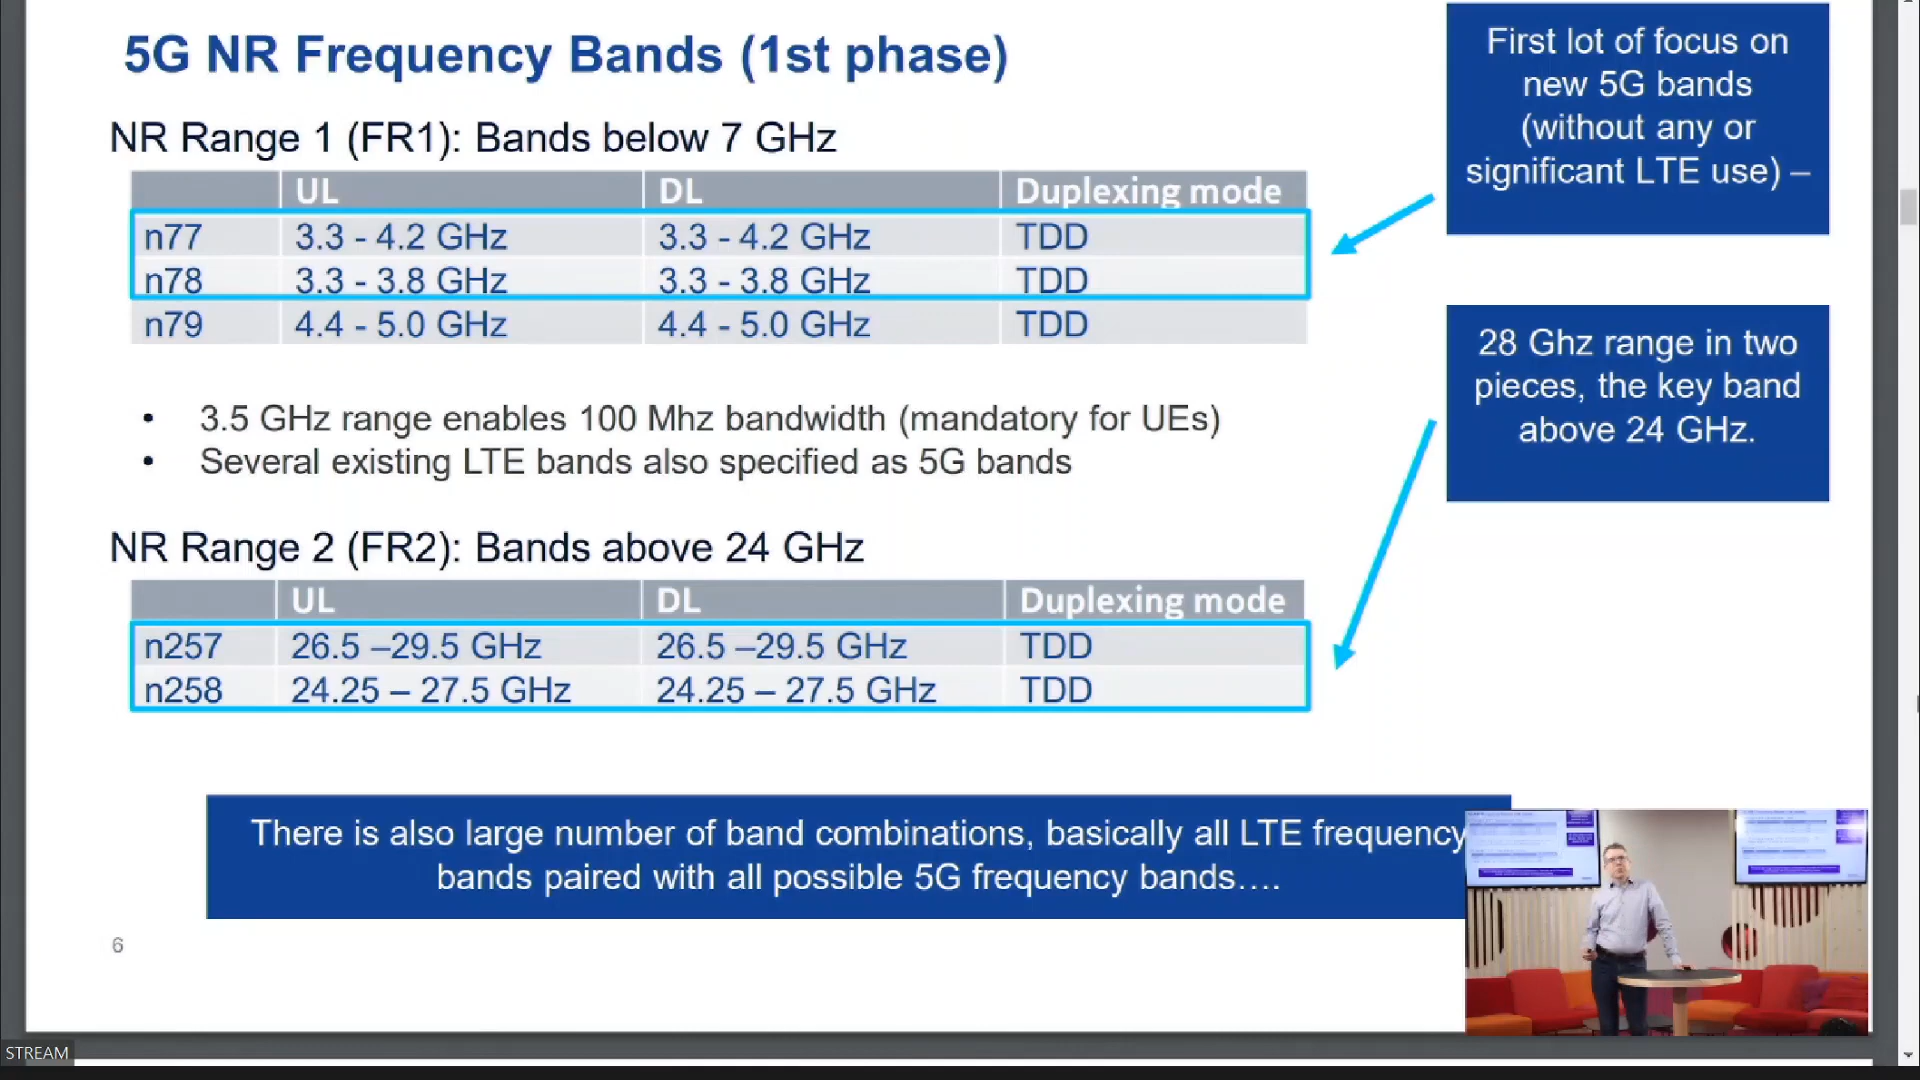 5G NR Frequency Bands (1st phase)
First lot of focus on
new 5G bands
(without any or
significant LTE use) –
NR Range 1 (FR1): Bands below 7 GHz
UL DL Duplexing mode
n77 3.3 - 4.2 GHz 3.3 - 4.2 GHz TDD
n78 3.3 - 3.8 GHz 3.3 - 3.8 GHz TDD
n79 4.4 - 5.0 GHz 4.4 - 5.0 GHz TDD
28 Ghz range in two
pieces, the key band
above 24 GHz.
• 3.5 GHz range enables 100 Mhz bandwidth (mandatory for UEs)
• Several existing LTE bands also specified as 5G bands
NR Range 2 (FR2): Bands above 24 GHz
UL DL Duplexing mode
n257 26.5 –29.5 GHz 26.5 –29.5 GHz TDD
n258 24.25 – 27.5 GHz 24.25 – 27.5 GHz TDD
There is also large number of band combinations, basically all LTE frequency
bands paired with all possible 5G frequency bands….
6
STREAM